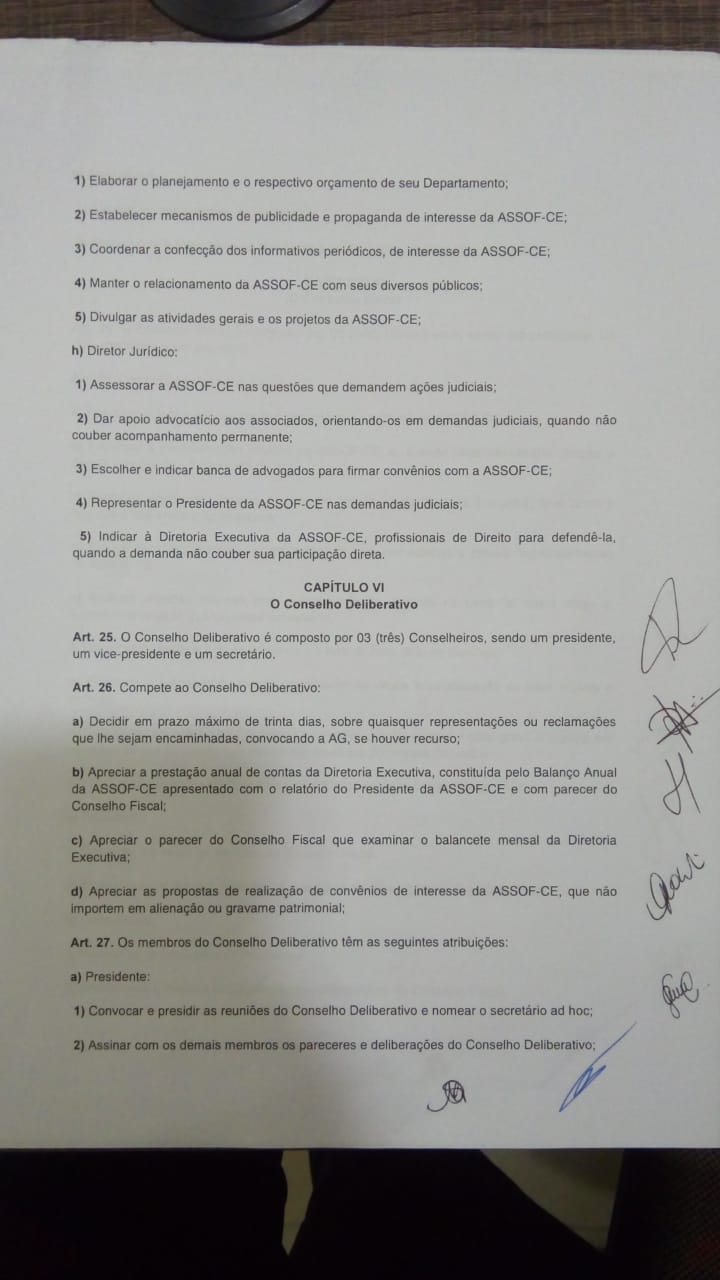 1) Elaborar o planejamento e o respectivo orçamento de seu Departamento;
2) Estabelecer mecanismos de publicidade e propaganda de interesse da ASSOF-CE;
3) Coordenar a confecção dos informativos periódicos, de interesse da ASSOF-CE;
4) Manter o relacionamento da ASSOF-CE com seus diversos públicos;
5) Divulgar as atividades gerais e os projetos da ASSOF-CE;
h) Diretor Jurídico:
1) Assessorar a ASSOF-CE nas questões que demandem ações judiciais;
2) Dar apoio advocatício aos associados, orientando-os em demandas judiciais, quando não
couber acompanhamento permanente;
3) Escolher e indicar banca de advogados para firmar convênios com a ASSOF-CE;
4) Representar o Presidente da ASSOF-CE nas demandas judiciais;
5) Indicar à Diretoria Executiva da ASSOF-CE, profissionais de Direito para defendê-la,
quando a demanda não couber sua participação direta.
CAPÍTULO VI
O Conselho Deliberativo
Art. 25. O Conselho Deliberativo é composto por 03 (três) Conselheiros, sendo um presidente,
um vice-presidente e um secretário.
Art. 26. Compete ao Conselho Deliberativo:
a) Decidir em prazo máximo de trinta dias, sobre quaisquer representações ou reclamações
que lhe sejam encaminhadas, convocando a AG, se houver recurso;
b) Apreciar a prestação anual de contas da Diretoria Executiva, constituída pelo Balanço Anual
da ASSOF-CE apresentado com o relatório do Presidente da ASSOF-CE e com parecer do
Conselho Fiscal;
c) Apreciar o parecer do Conselho Fiscal que examinar o balancete mensal da Diretoria
Executiva;
d) Apreciar as propostas de realização de convênios de interesse da ASSOF-CE, que não
importem em alienação ou gravame patrimonial;
Art. 27. Os membros do Conselho Deliberativo têm as seguintes atribuições:
a) Presidente:
1) Convocar e presidir as reuniões do Conselho Deliberativo e nomear o secretário ad hoc;
2) Assinar com os demais membros os pareceres e deliberações do Conselho Deliberativo;